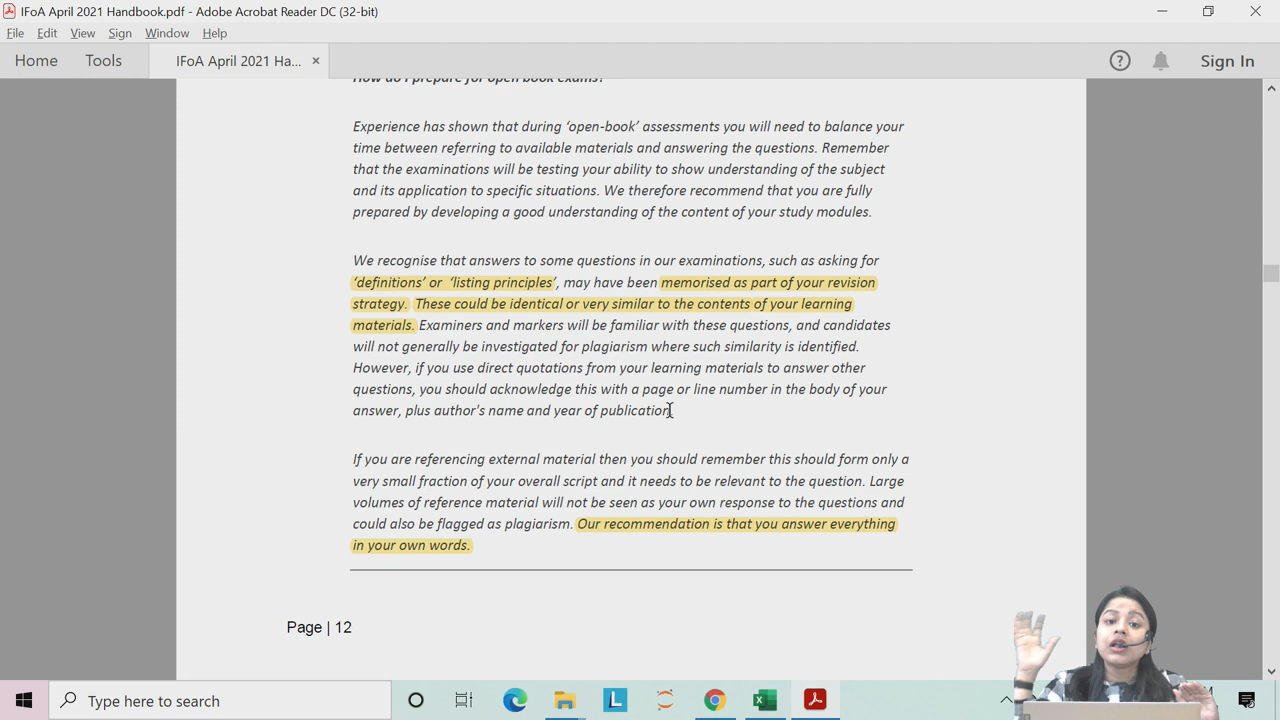 IFoA April 2021 Handbook.pdf - Adobe Acrobat Reader DC (32-bit)
File Edit View Sign Window Help
Home Tools IFoA April 2021 Ha... × Sign In
How do I prepare for open book exams?
Experience has shown that during ‘open-book’ assessments you will need to balance your
time between referring to available materials and answering the questions. Remember
that the examinations will be testing your ability to show understanding of the subject
and its application to specific situations. We therefore recommend that you are fully
prepared by developing a good understanding of the content of your study modules.
We recognise that answers to some questions in our examinations, such as asking for
‘definitions’ or ‘listing principles’, may have been memorised as part of your revision
strategy. These could be identical or very similar to the contents of your learning
materials. Examiners and markers will be familiar with these questions, and candidates
will not generally be investigated for plagiarism where such similarity is identified.
However, if you use direct quotations from your learning materials to answer other
questions, you should acknowledge this with a page or line number in the body of your
answer, plus author's name and year of publication
If you are referencing external material then you should remember this should form only a
very small fraction of your overall script and it needs to be relevant to the question. Large
volumes of reference material will not be seen as your own response to the questions and
could also be flagged as plagiarism. Our recommendation is that you answer everything
in your own words.
Page | 12
Type here to search